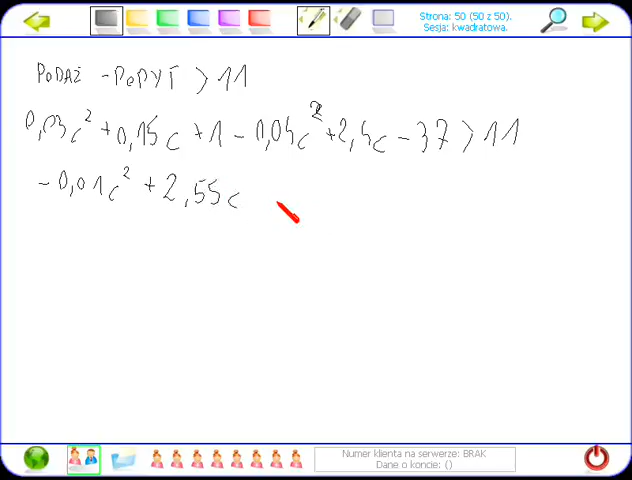 Strona: 50 (50 z 50).
Sesja: kwadratowa.
PODAŻ - POPYT > 11
0,03c² + 0,15c + 1 - 0,04c² + 2,4c - 37 > 11
- 0,01c² + 2,55c
Numer klienta na serwerze: BRAK
Dane o koncie: ()